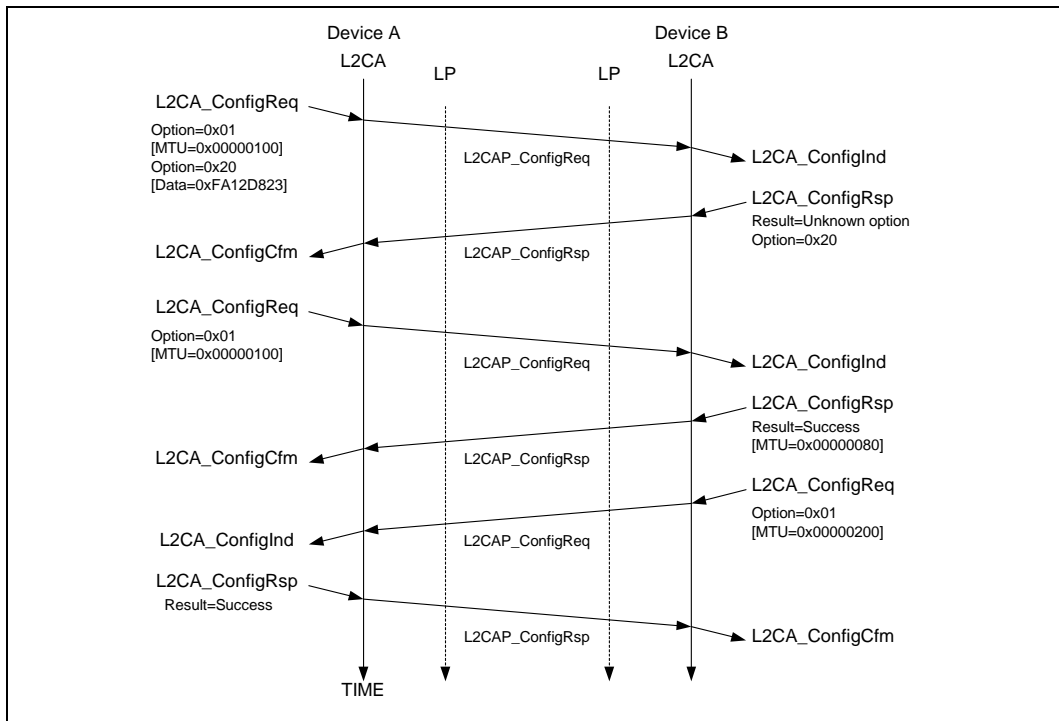 Device A
Device B
L2CA
LP
LP
L2CA
L2CA_ConfigReq
Option=0x01
[MTU=0x00000100]
Option=0x20
[Data=0xFA12D823]
L2CAP_ConfigReq
L2CA_ConfigInd
L2CA_ConfigRsp
Result=Unknown option
Option=0x20
L2CAP_ConfigRsp
L2CA_ConfigCfm
L2CA_ConfigReq
Option=0x01
[MTU=0x00000100]
L2CAP_ConfigReq
L2CA_ConfigInd
L2CA_ConfigRsp
Result=Success
[MTU=0x00000080]
L2CAP_ConfigRsp
L2CA_ConfigCfm
L2CA_ConfigReq
Option=0x01
[MTU=0x00000200]
L2CAP_ConfigReq
L2CA_ConfigInd
L2CA_ConfigRsp
Result=Success
L2CAP_ConfigRsp
L2CA_ConfigCfm
TIME